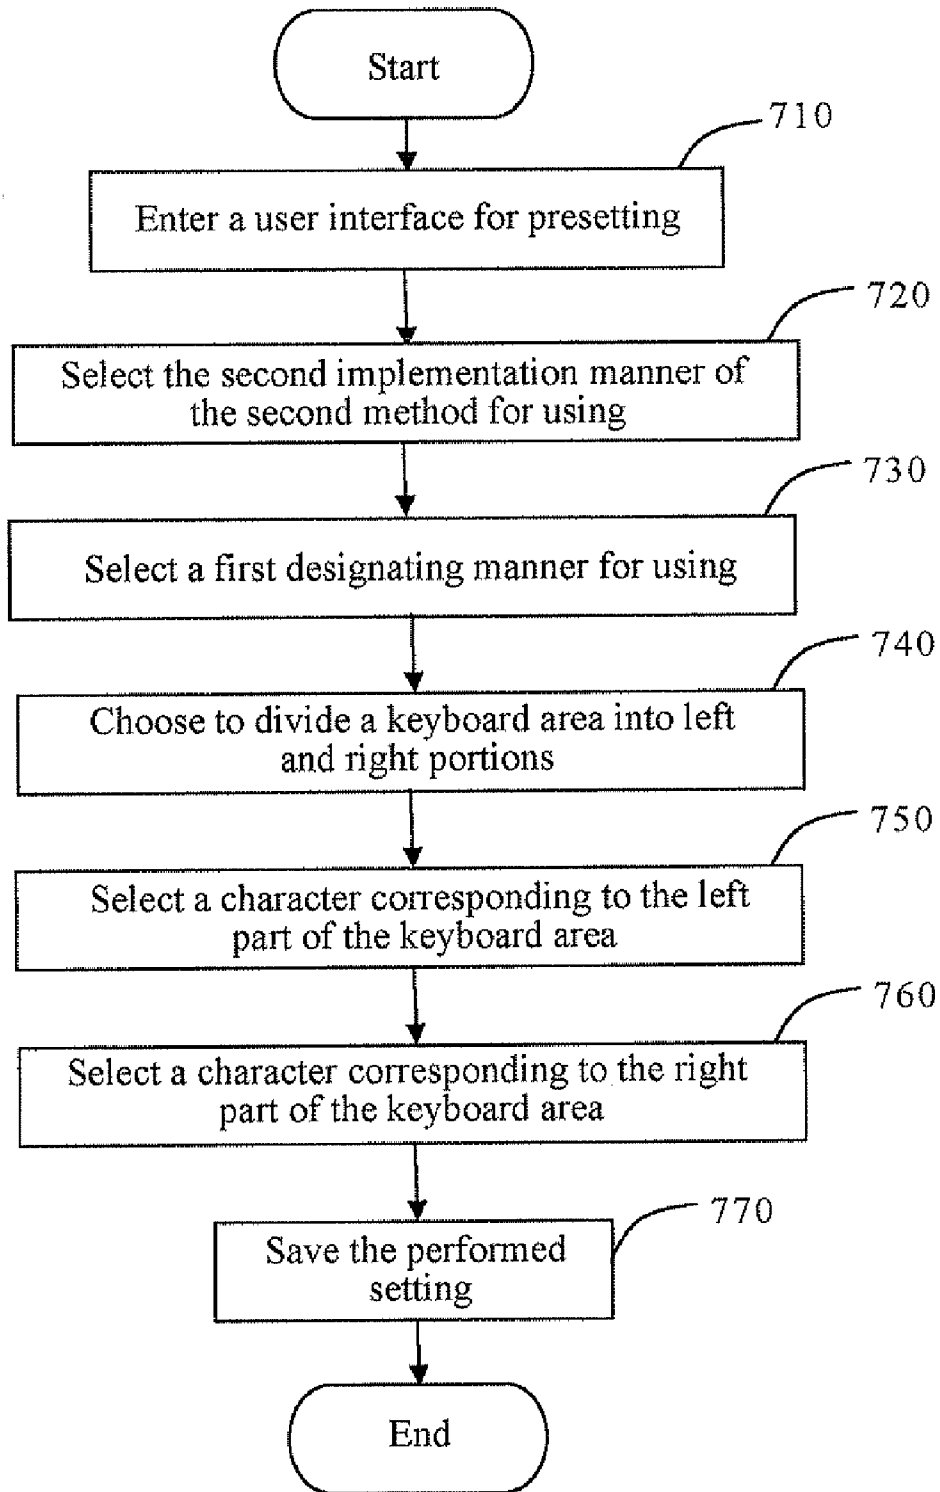 Start
710
Enter a user interface for presetting
720
Select the second implementation manner of
the second method for using
730
Select a first designating manner for using
740
Choose to divide a keyboard area into left
and right portions
750
Select a character corresponding to the left
part of the keyboard area
760
Select a character corresponding to the right
part of the keyboard area
770
Save the performed
setting
End